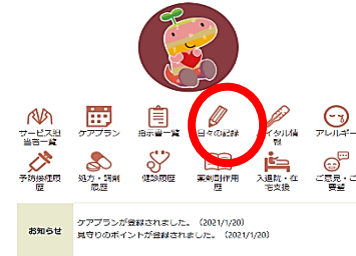 サービス担
当者一覧
ケアプラン
指示書一覧
日々の記録
イタル情
報
アレルギー
予防接種履
歴
処方・調剤
履歴
健診履歴
薬剤副作用
歴
入退院・在
宅支援
ご意見・ご
要望
お知らせ
ケアプランが登録されました。（2021/1/20）
見守りのポイントが登録されました。（2021/1/20）